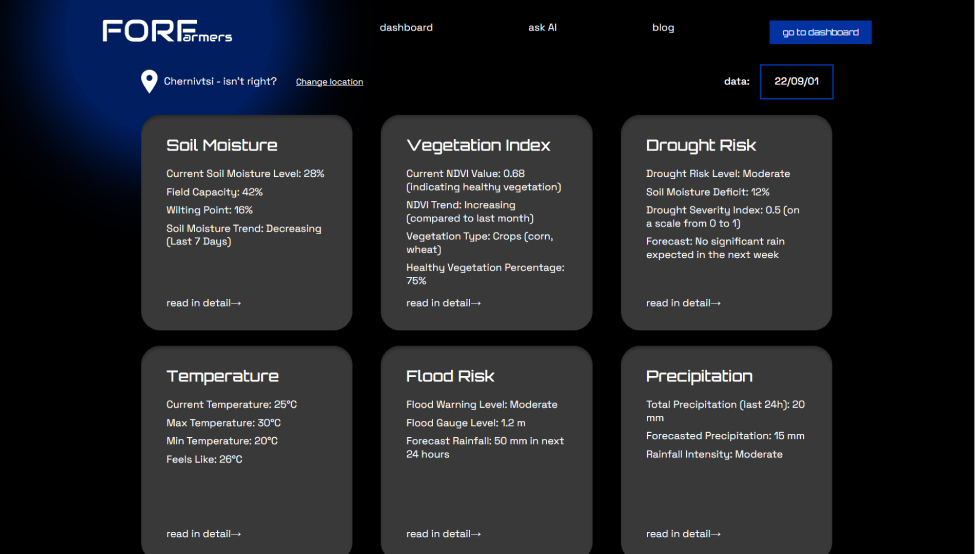 FORFarmers
dashboard
ask AI
blog
go to dashboard
Chernivtsi - isn't right?
Change location
data:
22/09/01
Soil Moisture
Current Soil Moisture Level: 28%
Field Capacity: 42%
Wilting Point: 16%
Soil Moisture Trend: Decreasing
(Last 7 Days)
read in detail→
Vegetation Index
Current NDVI Value: 0.68
(indicating healthy vegetation)
NDVI Trend: Increasing
(compared to last month)
Vegetation Type: Crops (corn,
wheat)
Healthy Vegetation Percentage:
75%
read in detail→
Drought Risk
Drought Risk Level: Moderate
Soil Moisture Deficit: 12%
Drought Severity Index: 0.5 (on
a scale from 0 to 1)
Forecast: No significant rain
expected in the next week
read in detail→
Temperature
Current Temperature: 25°C
Max Temperature: 30°C
Min Temperature: 20°C
Feels Like: 26°C
read in detail→
Flood Risk
Flood Warning Level: Moderate
Flood Gauge Level: 1.2 m
Forecast Rainfall: 50 mm in next
24 hours
read in detail→
Precipitation
Total Precipitation (last 24h): 20
mm
Forecasted Precipitation: 15 mm
Rainfall Intensity: Moderate
read in detail→